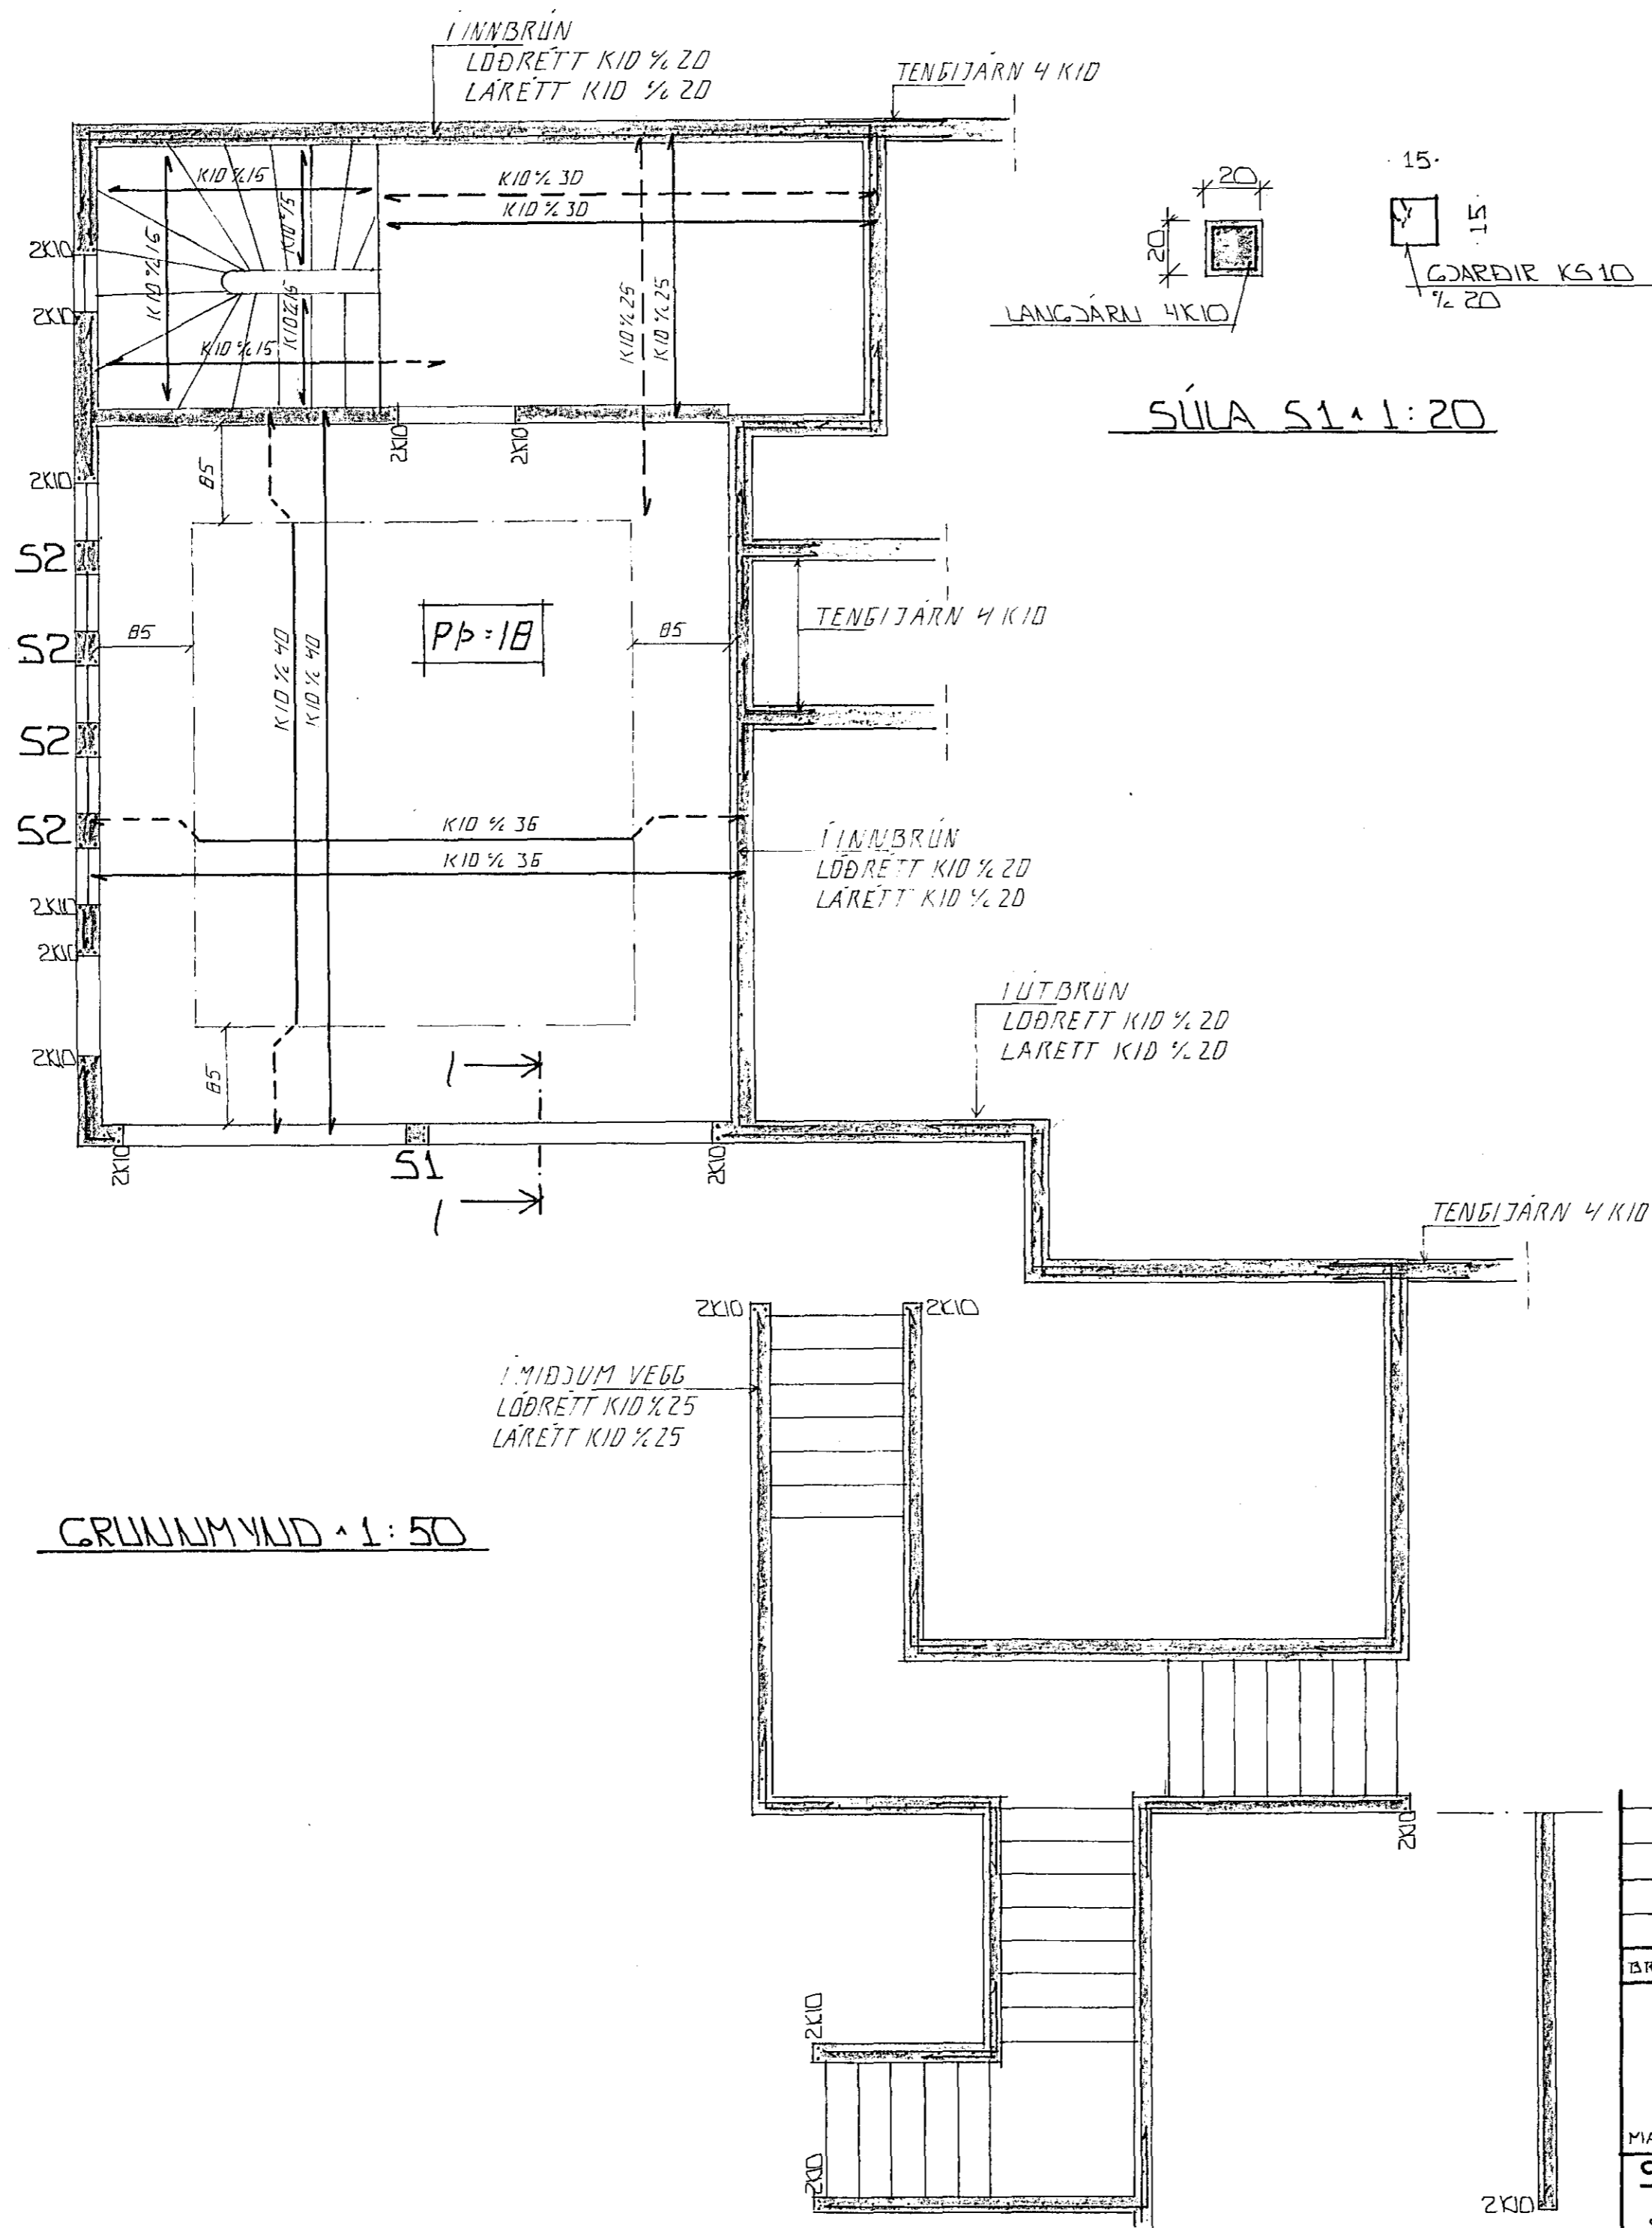 Í INNBRÚN
LÓÐRÉTT K10 % 20
LÁRÉTT K10 % 20
TENGIJÁRN 4 K10
K10 % 15
K10 % 30
K10 % 30
K10 % 15
K10 % 15
K10 % 15
K10 % 15
K10 % 25
K10 % 25
2K10
2K10
2K10
2K10
2K10
20
20
LANGJÁRN 4K10
15
15
GJARÐIR KS10
% 20
SÚLA S1 · 1:20
85
S2
S2
S2
S2
85
Pþ=18
85
TENGIJÁRN 4 K10
K10 % 40
K10 % 40
K10 % 36
K10 % 36
Í INNBRÚN
LÓÐRÉTT K10 % 20
LÁRÉTT K10 % 20
2K10
2K10
2K10
85
1
1
Í ÚTBRÚN
LÓÐRÉTT K10 % 20
LÁRÉTT K10 % 20
2K10
S1
2K10
TENGIJÁRN 4 K10
2K10
2K10
Í MIÐJUM VEGG
LÓÐRÉTT K10 % 25
LÁRÉTT K10 % 25
GRUNNMYND · 1:50
2K10
2K10
2K10
2K10
BR
MÆ